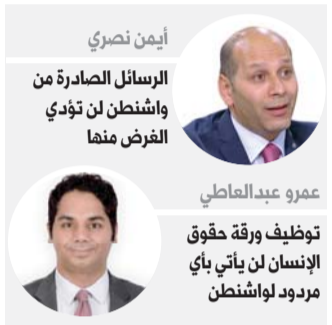 أيمن نصري
الرسائل الصادرة من
واشنطن لن تؤدي
الغرض منها
عمرو عبدالعاطي
توظيف ورقة حقوق
الإنسان لن يأتي بأي
مردود لواشنطن